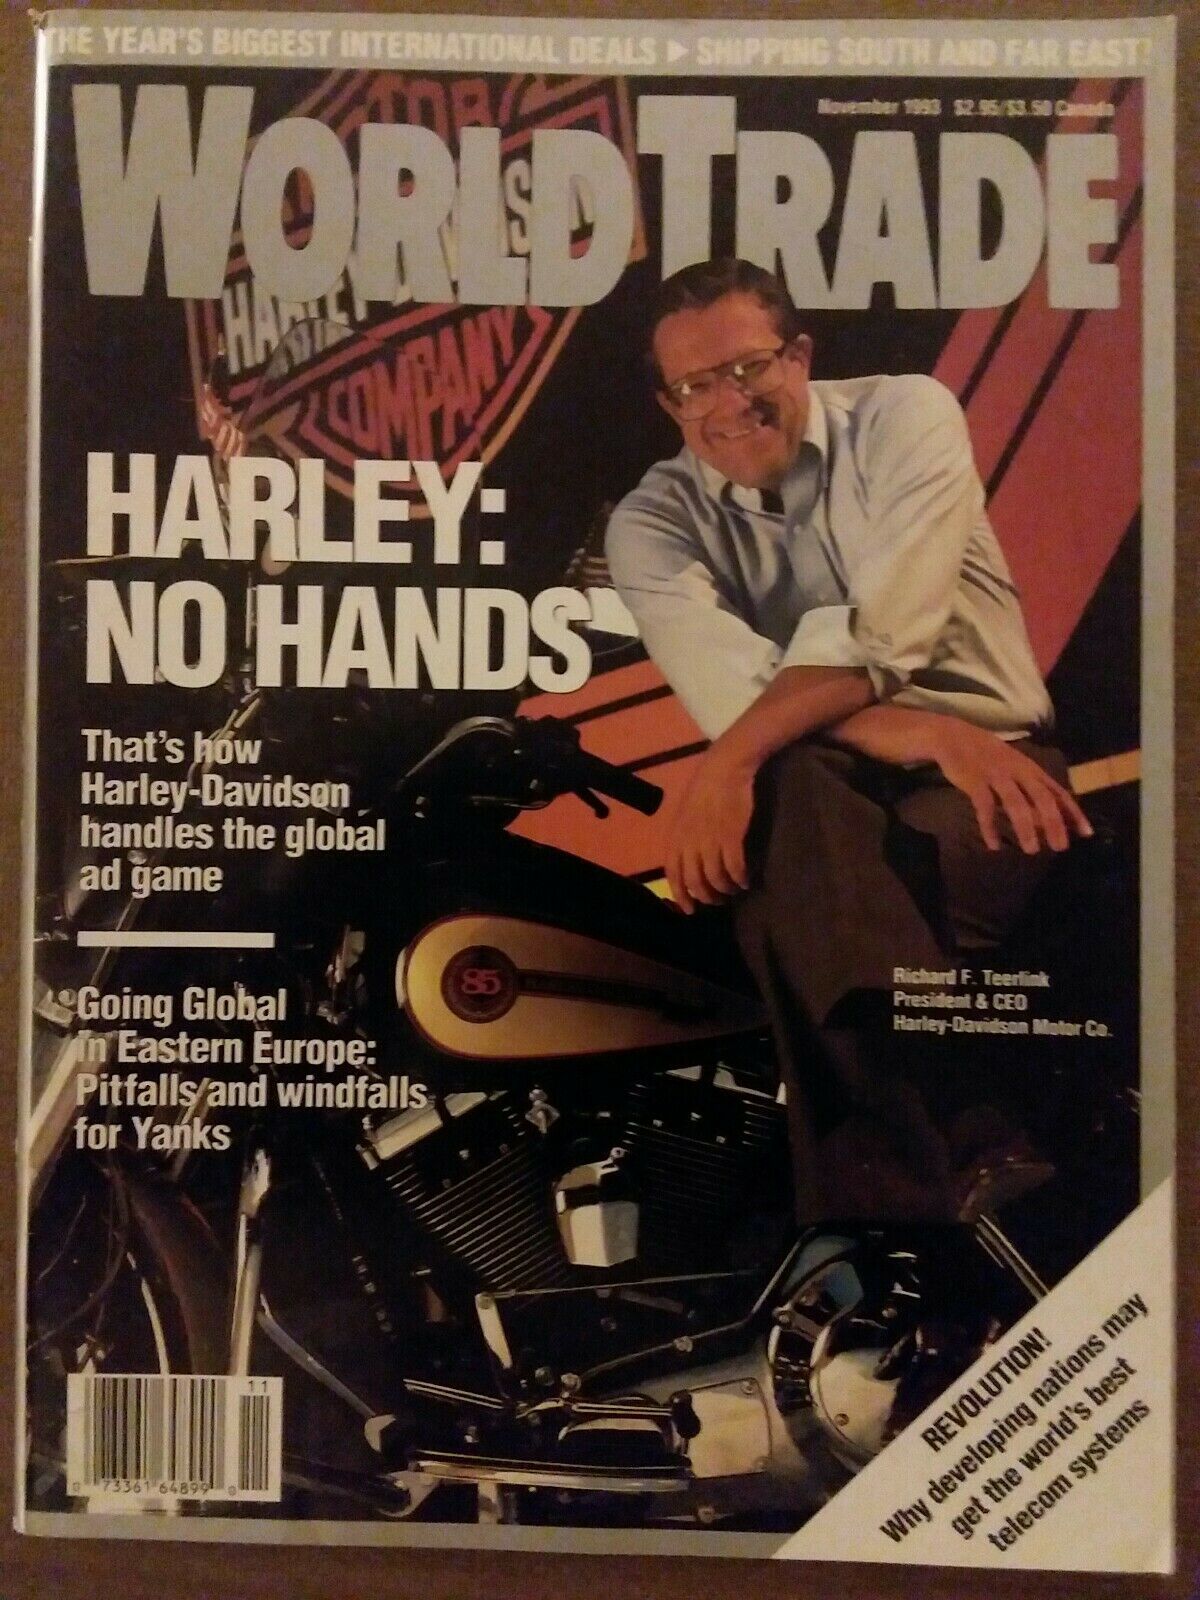 THE YEAR'S BIGGEST INTERNATIONAL DEALS ▶ SHIPPING SOUTH AND FAR EAST?
November 1993 $2.95/$3.50 Canada
WORLD TRADE
HARLEY
COMPANY
HARLEY:
NO HANDS
That's how
Harley-Davidson
handles the global
ad game
Going Global
in Eastern Europe:
Pitfalls and windfalls
for Yanks
85
Richard F. Teerlink
President & CEO
Harley-Davidson Motor Co.
REVOLUTION!
Why developing nations may
get the world's best
telecom systems
11
0 73361 64899 0